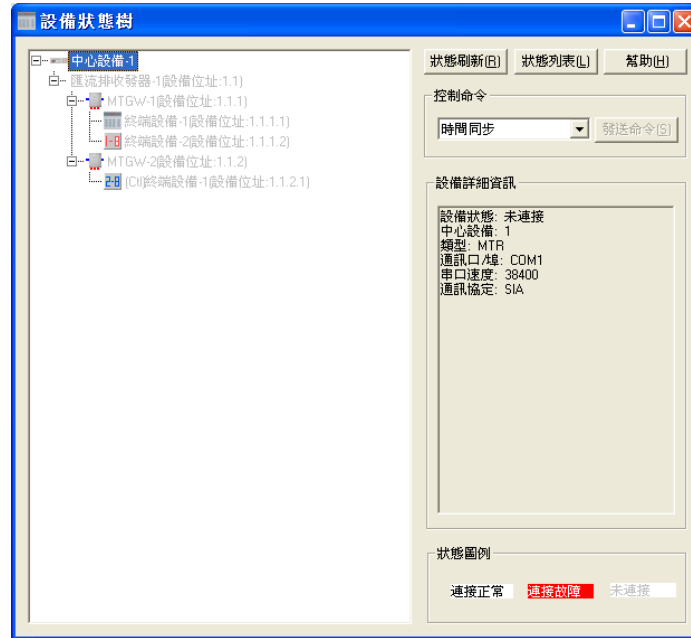 設備狀態樹
中心設備-1
匯流排收發器-1(設備位址:1.1)
MTGW-1(設備位址:1.1.1)
終端設備-1(設備位址:1.1.1.1)
1-8 終端設備-2(設備位址:1.1.1.2)
MTGW-2(設備位址:1.1.2)
2-8 (Ctl)終端設備-1(設備位址:1.1.2.1)
狀態刷新(R) 狀態列表(L) 幫助(H)
控制命令
時間同步 發送命令(S)
設備詳細資訊
設備狀態: 未連接
中心設備: 1
類型: MTR
通訊口/埠: COM1
串口速度: 38400
通訊協定: SIA
狀態圖例
連接正常 連接故障 未連接